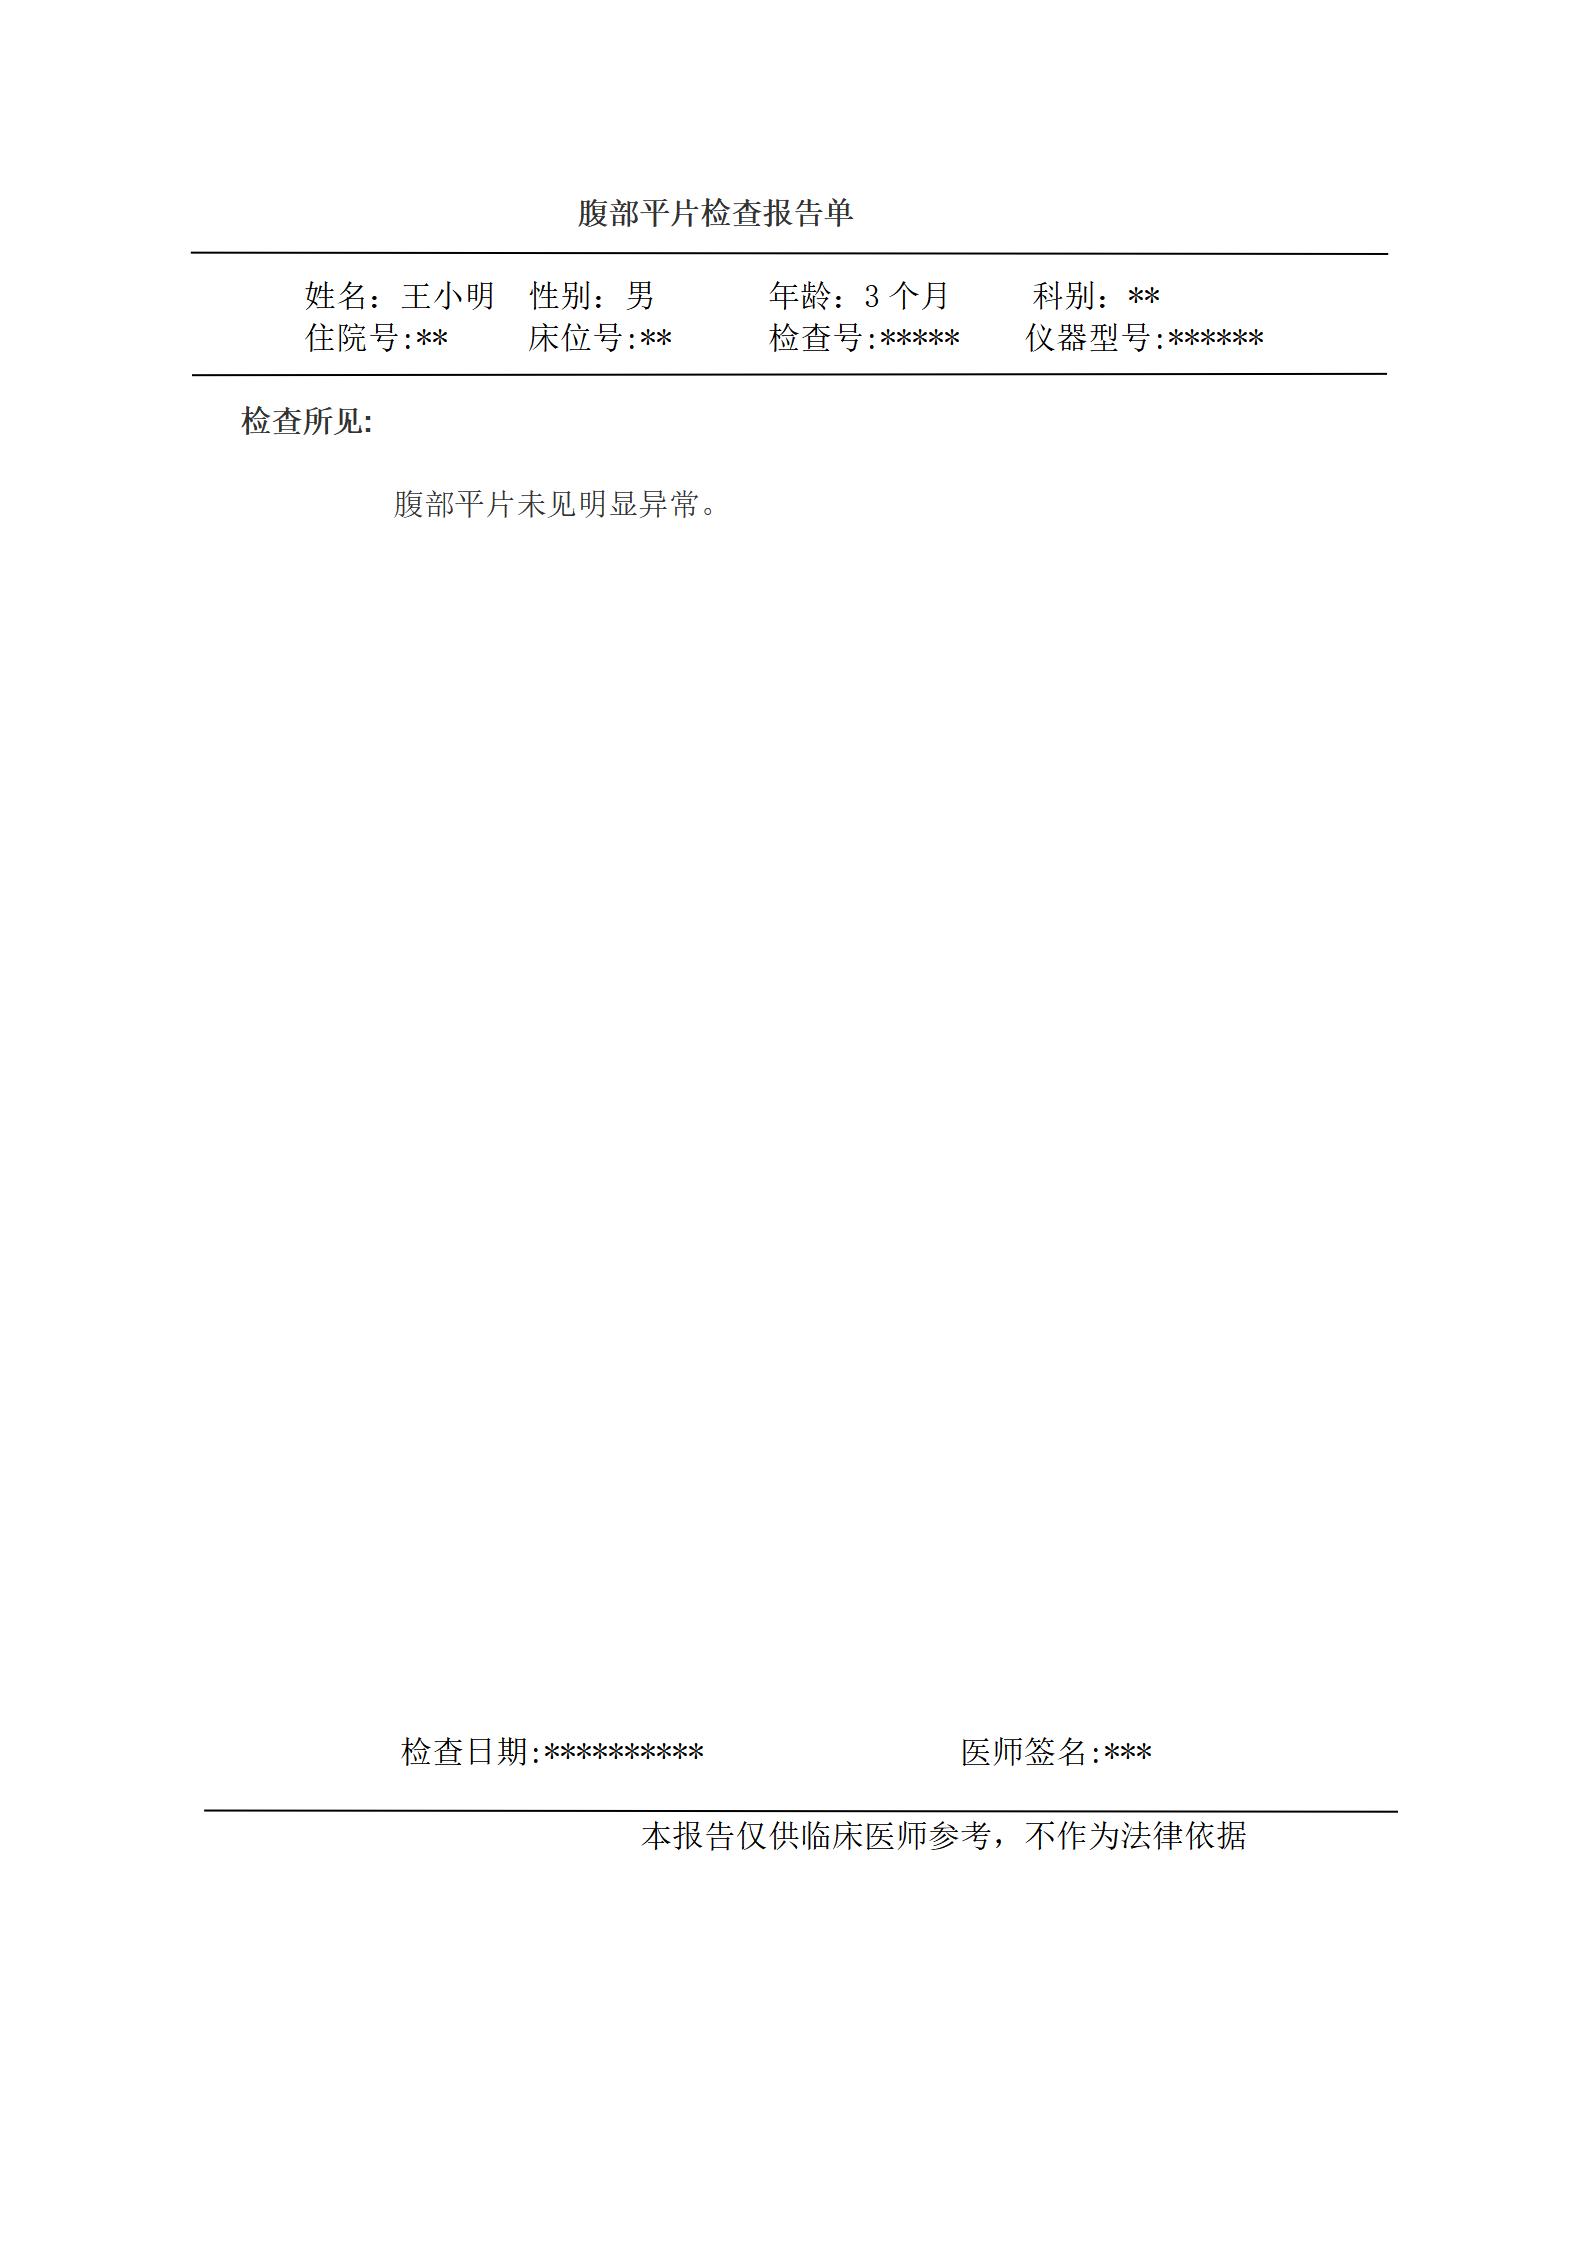 腹部平片检查报告单
姓名：王小明 性别：男 年龄：3 个月 科别：**
住院号:** 床位号:** 检查号:***** 仪器型号:******
检查所见:
腹部平片未见明显异常。
检查日期:********** 医师签名:***
本报告仅供临床医师参考，不作为法律依据